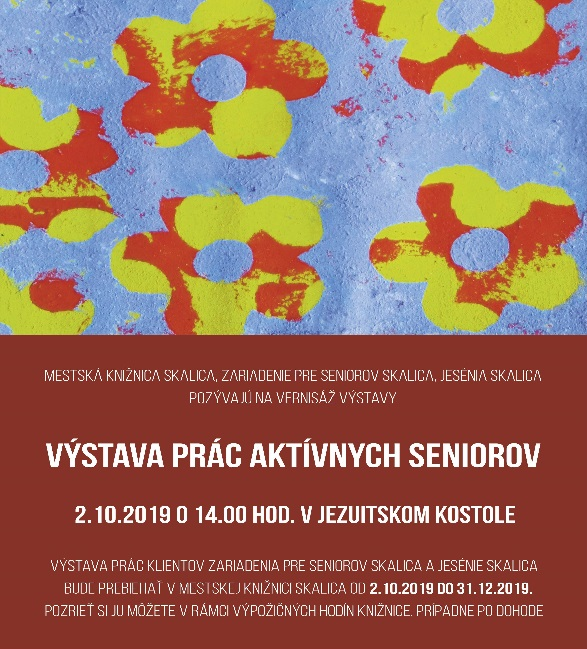 MESTSKÁ KNIŽNICA SKALICA, ZARIADENIE PRE SENIOROV SKALICA, JESÉNIA SKALICA
POZÝVAJÚ NA VERNISÁŽ VÝSTAVY
VÝSTAVA PRÁC AKTÍVNYCH SENIOROV
2.10.2019 O 14.00 HOD. V JEZUITSKOM KOSTOLE
VÝSTAVA PRÁC KLIENTOV ZARIADENIA PRE SENIOROV SKALICA A JESÉNIE SKALICA
BUDE PREBIEHAŤ V MESTSKEJ KNIŽNICI SKALICA OD 2.10.2019 DO 31.12.2019.
POZRIEŤ SI JU MÔŽETE V RÁMCI VÝPOŽIČNÝCH HODÍN KNIŽNICE. PRÍPADNE PO DOHODE